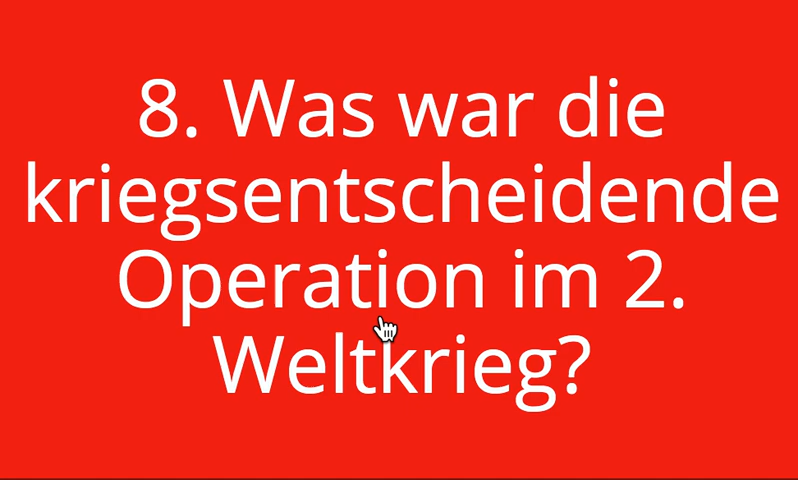 8. Was war die
kriegsentscheidende
Operation im 2.
Weltkrieg?